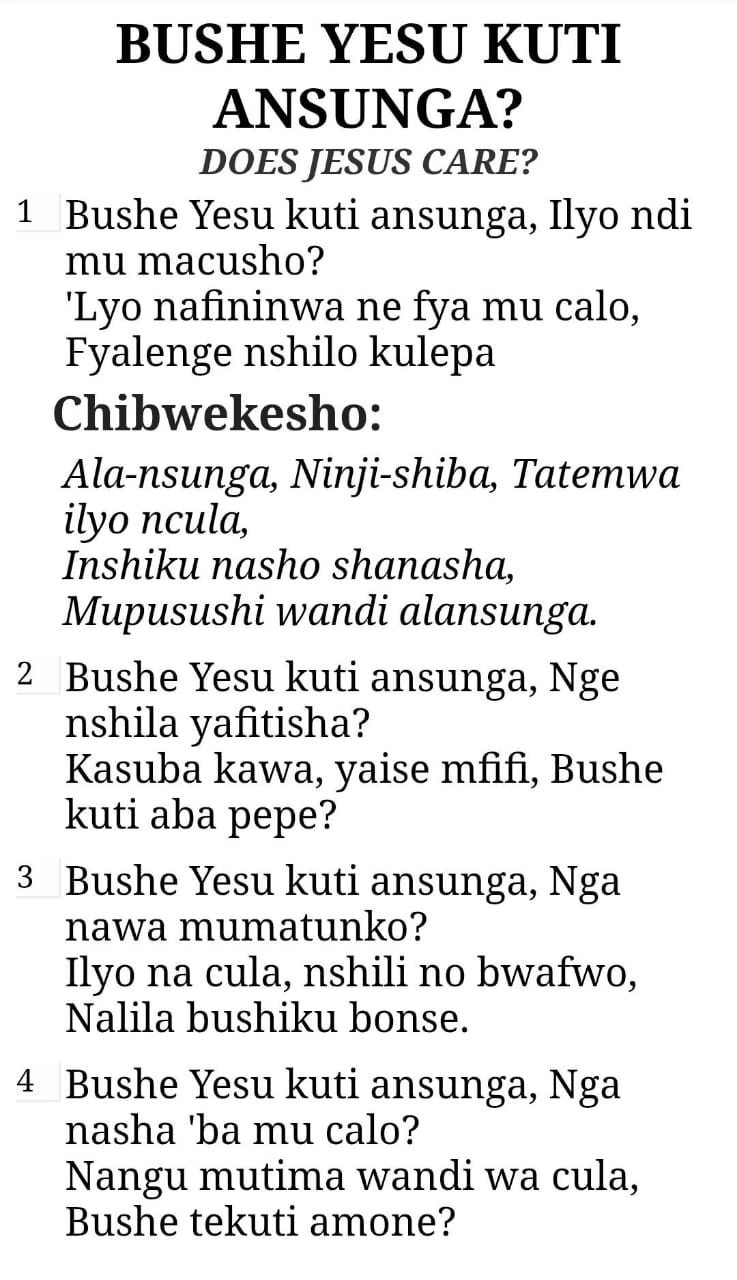 BUSHE YESU KUTI
ANSUNGA?
DOES JESUS CARE?
1 Bushe Yesu kuti ansunga, Ilyo ndi
mu macusho?
'Lyo nafininwa ne fya mu calo,
Fyalenge nshilo kulepa
Chibwekesho:
Ala-nsunga, Ninji-shiba, Tatemwa
ilyo ncula,
Inshiku nasho shanasha,
Mupusushi wandi alansunga.
2 Bushe Yesu kuti ansunga, Nge
nshila yafitisha?
Kasuba kawa, yaise mfifi, Bushe
kuti aba pepe?
3 Bushe Yesu kuti ansunga, Nga
nawa mumatunko?
Ilyo na cula, nshili no bwafwo,
Nalila bushiku bonse.
4 Bushe Yesu kuti ansunga, Nga
nasha 'ba mu calo?
Nangu mutima wandi wa cula,
Bushe tekuti amone?